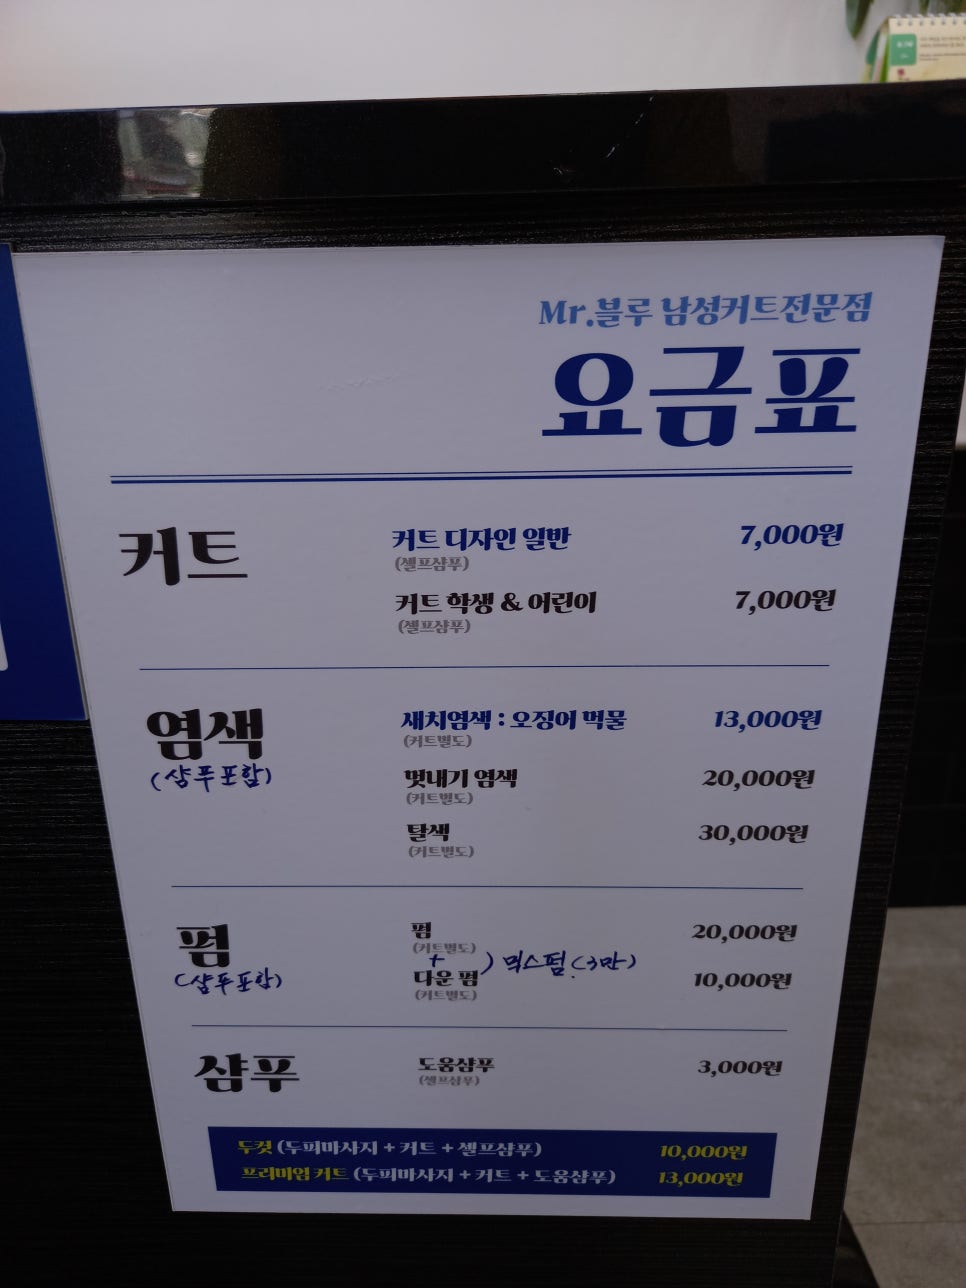 Mr.블루 남성커트전문점
요금표
커트
커트 디자인 일반 7,000원
(셀프샴푸)
커트 학생 & 어린이 7,000원
(셀프샴푸)
염색
(샴푸포함)
새치염색 : 오징어 먹물 13,000원
(커트별도)
멋내기 염색 20,000원
(커트별도)
탈색 30,000원
(커트별도)
펌
(샴푸포함)
펌 20,000원
(커트별도)
+ ) 믹스펌 (3만)
다운 펌 10,000원
(커트별도)
샴푸
도움샴푸 3,000원
(셀프샴푸)
두컷 (두피마사지 + 커트 + 셀프샴푸) 10,000원
프리미엄 커트 (두피마사지 + 커트 + 도움샴푸) 13,000원